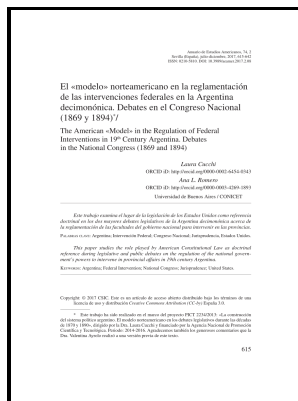 Anuario de Estudios Americanos, 74, 2
Sevilla (España), julio-diciembre, 2017, 615-642
ISSN: 0210-5810. DOI: 10.3989/aeamer.2017.2.08
El «modelo» norteamericano en la reglamentación
de las intervenciones federales en la Argentina
decimonónica. Debates en el Congreso Nacional
(1869 y 1894)*/
The American «Model» in the Regulation of Federal
Interventions in 19th Century Argentina. Debates
in the National Congress (1869 and 1894)
Laura Cucchi
ORCID iD: http://orcid.org/0000-0002-6454-8343
Ana L. Romero
ORCID iD: http://orcid.org/0000-0003-4269-1893
Universidad de Buenos Aires / CONICET
Este trabajo examina el lugar de la legislación de los Estados Unidos como referencia
doctrinal en los dos mayores debates legislativos de la Argentina decimonónica acerca de
la reglamentación de las facultades del gobierno nacional para intervenir en las provincias.
PALABRAS CLAVE: Argentina; Intervención Federal; Congreso Nacional; Jurisprudencia; Estados Unidos.
This paper studies the role played by American Constitutional Law as doctrinal
reference during legislative and public debates on the regulation of the national govern-
ment's powers to intervene in provincial affairs in 19th century Argentina.
KEYWORDS: Argentina; Federal Intervention; National Congress; Jurisprudence; United States.
Copyright: © 2017 CSIC. Este es un artículo de acceso abierto distribuido bajo los términos de una
licencia de uso y distribución Creative Commons Attribution (CC-by) España 3.0.
* Este trabajo ha sido realizado en el marco del proyecto PICT 2234/2013: «La construcción
del sistema político argentino. El modelo norteamericano en los debates legislativos durante las décadas
de 1870 y 1890», dirigido por la Dra. Laura Cucchi y financiado por la Agencia Nacional de Promoción
Científica y Tecnológica; Período: 2014-2016. Agradecemos también los generosos comentarios que la
Dra. Valentina Ayrolo realizó a una versión previa de este texto.
615